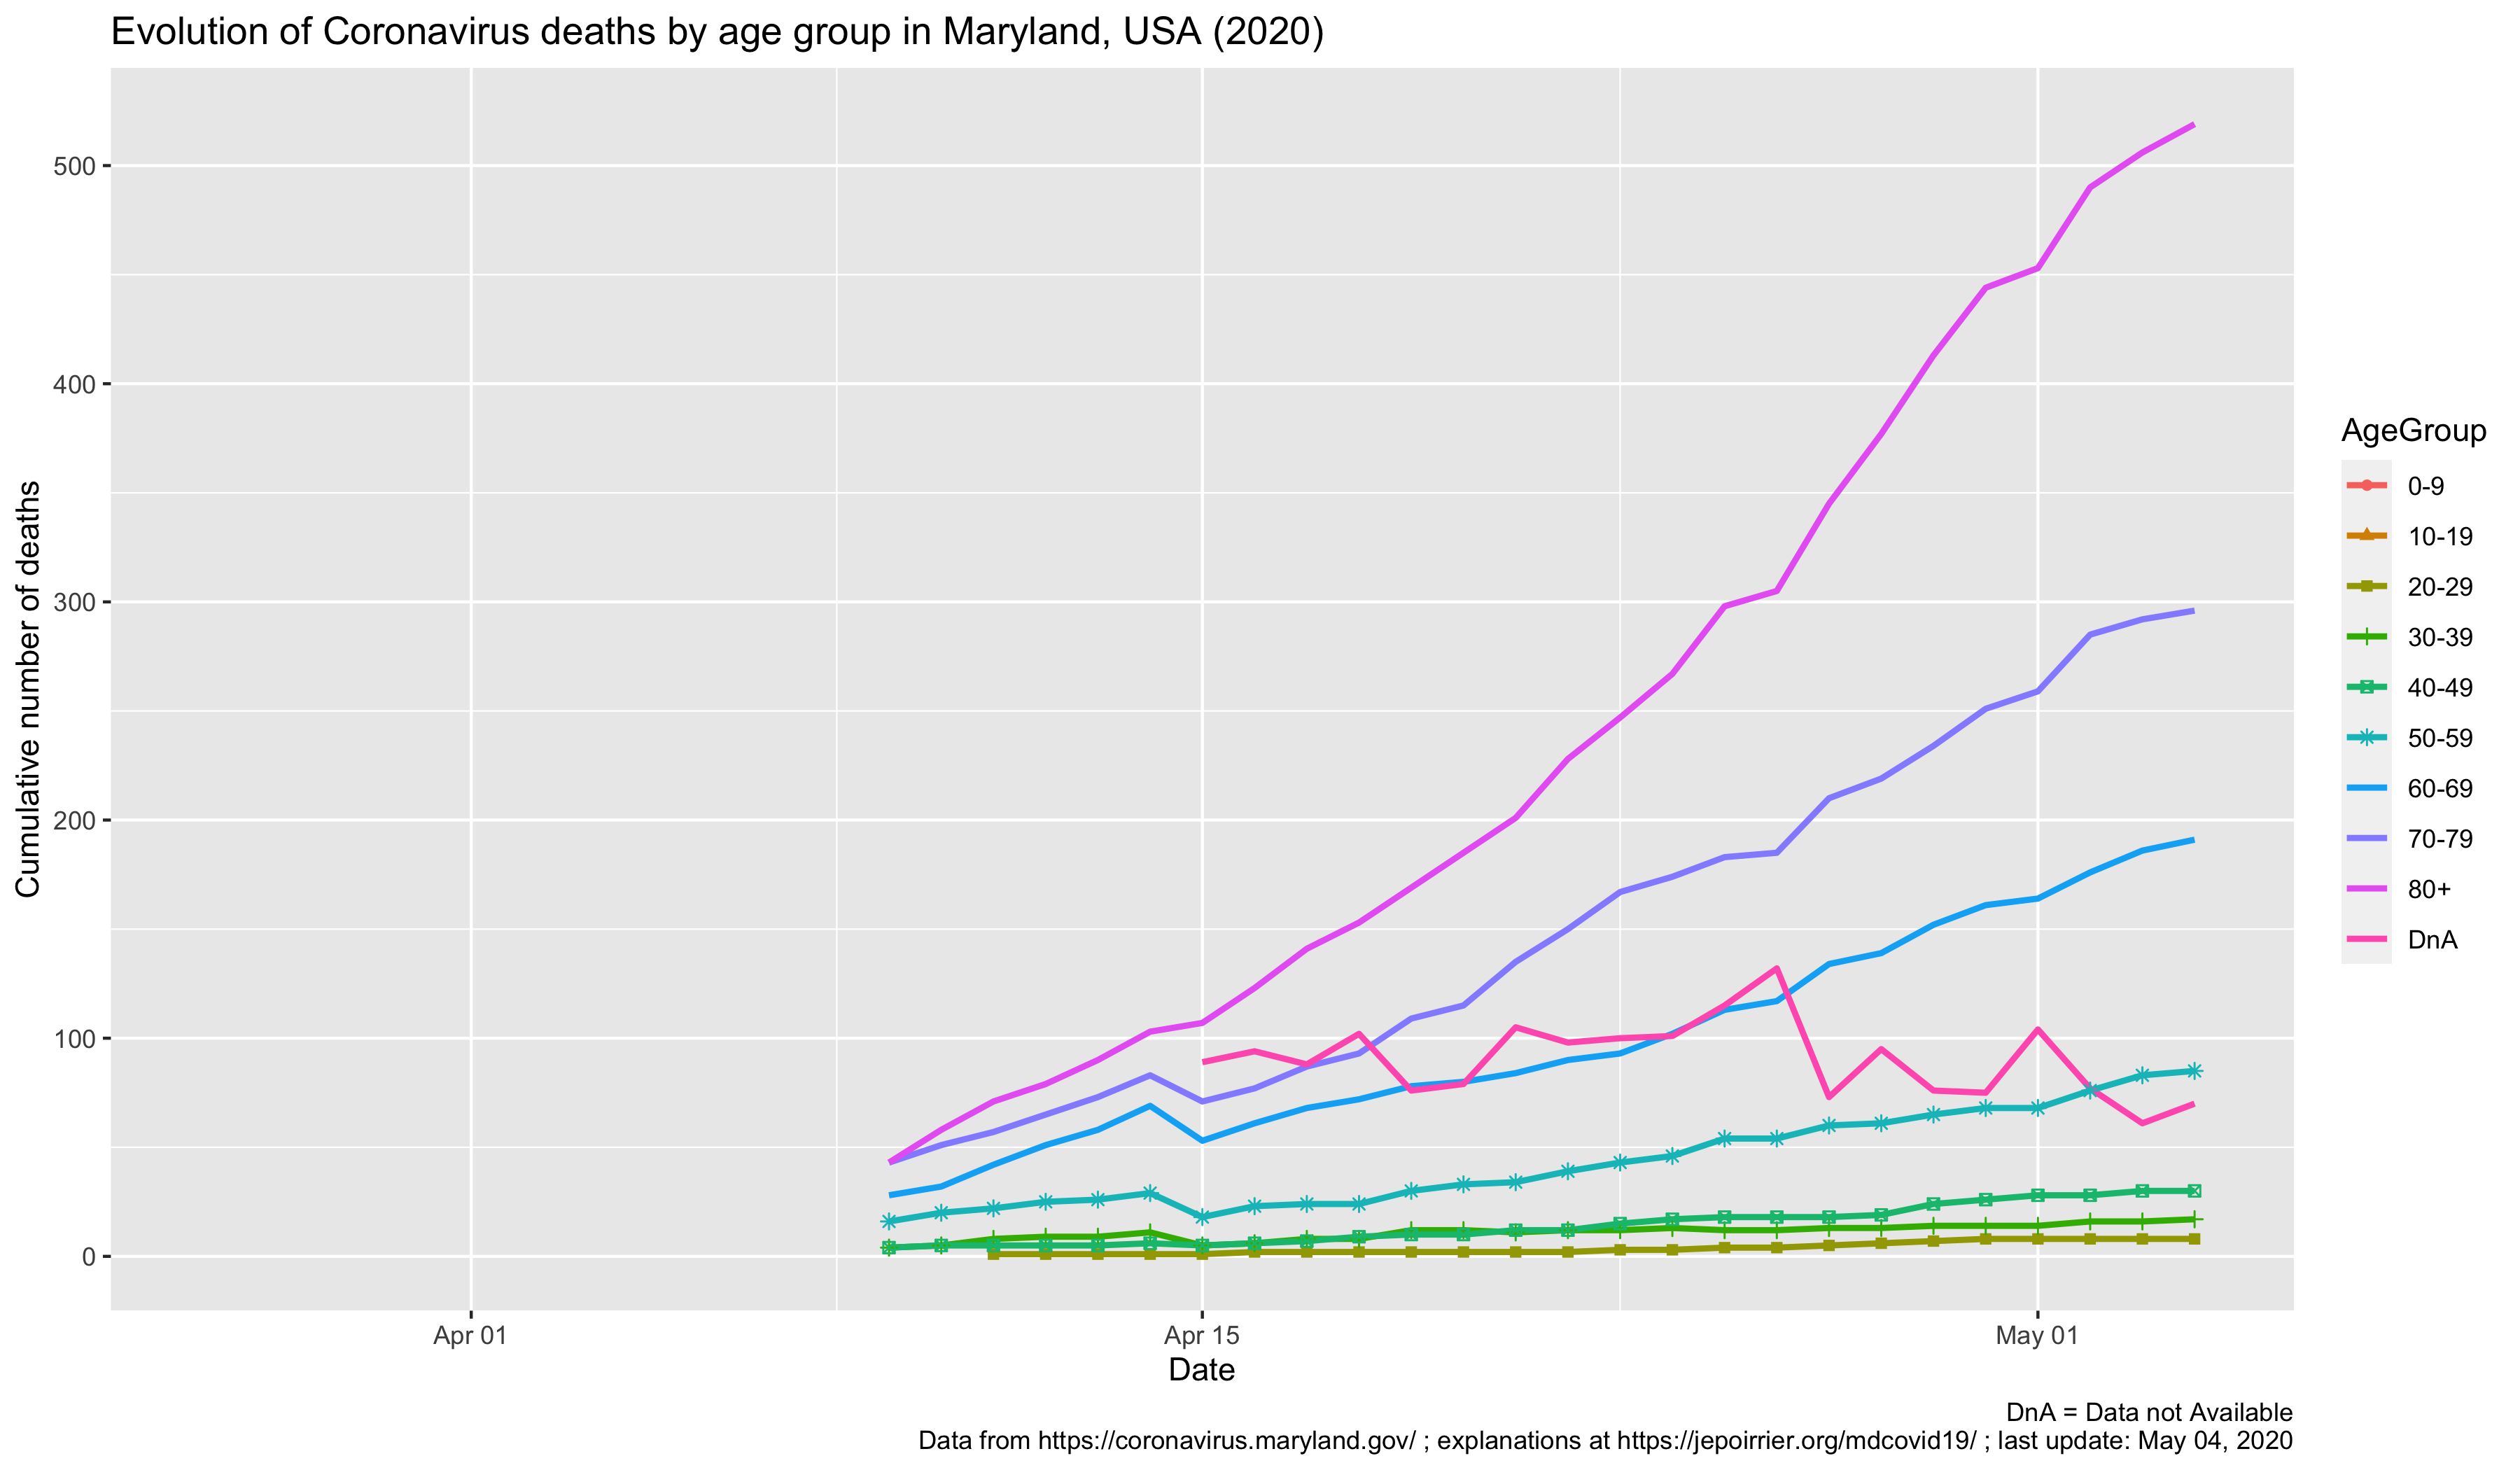 Evolution of Coronavirus deaths by age group in Maryland, USA (2020)
Cumulative number of deaths
500
400
300
200
100
0
Apr 01
Apr 15
May 01
Date
AgeGroup
0-9
10-19
20-29
30-39
40-49
50-59
60-69
70-79
80+
DnA
DnA = Data not Available
Data from https://coronavirus.maryland.gov/ ; explanations at https://jepoirrier.org/mdcovid19/ ; last update: May 04, 2020